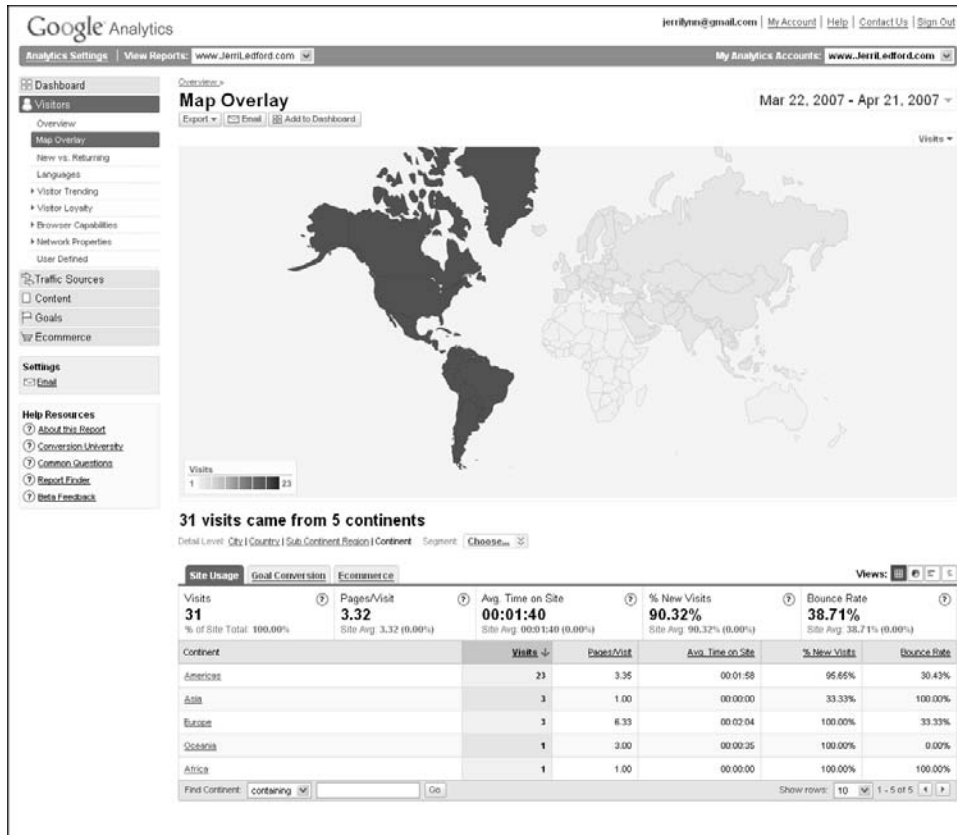 Google Analytics
jerrilynn@gmail.com | My Account | Help | Contact Us | Sign Out
Analytics Settings | View Reports: www.JerriLedford.com
My Analytics Accounts: www.JerriLedford.com
Dashboard
Visitors
Overview
Map Overlay
New vs. Returning
Languages
Visitor Trending
Visitor Loyalty
Browser Capabilities
Network Properties
User Defined
Traffic Sources
Content
Goals
Ecommerce
Settings
Email
Help Resources
About this Report
Conversion University
Common Questions
Report Finder
Beta Feedback
Overview »
Map Overlay
Mar 22, 2007 - Apr 21, 2007
Export Email Add to Dashboard
Visits
Visits
1 23
31 visits came from 5 continents
Detail Level: City | Country | Sub Continent Region | Continent Segment: Choose...
Site Usage Goal Conversion Ecommerce Views:
Visits ? Pages/Visit ? Avg. Time on Site ? % New Visits ? Bounce Rate ?
31 3.32 00:01:40 90.32% 38.71%
% of Site Total: 100.00% Site Avg: 3.32 (0.00%) Site Avg: 00:01:40 (0.00%) Site Avg: 90.32% (0.00%) Site Avg: 38.71% (0.00%)
Continent Visits ↓ Pages/Visit Avg. Time on Site % New Visits Bounce Rate
Americas 23 3.35 00:01:58 95.65% 30.43%
Asia 3 1.00 00:00:00 33.33% 100.00%
Europe 3 6.33 00:02:04 100.00% 33.33%
Oceania 1 3.00 00:00:35 100.00% 0.00%
Africa 1 1.00 00:00:00 100.00% 100.00%
Find Continent: containing Go Show rows: 10 1 - 5 of 5